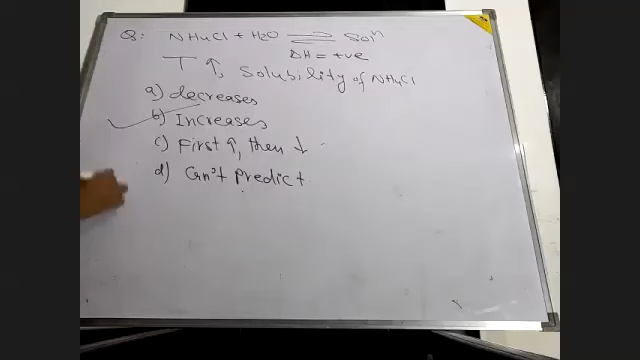 Q: NH4Cl + H2O ⇌ Solⁿ
ΔH = +ve
T ↑, Solubility of NH4Cl
a) decreases
b) Increases
c) First ↑, then ↓
d) Can't Predict